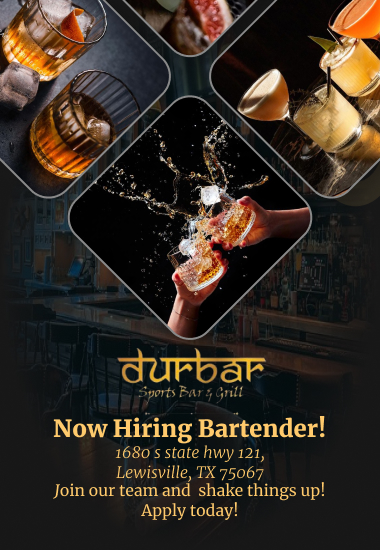 durbar
Sports Bar & Grill
Now Hiring Bartender!
1680 s state hwy 121,
Lewisville, TX 75067
Join our team and  shake things up!
Apply today!